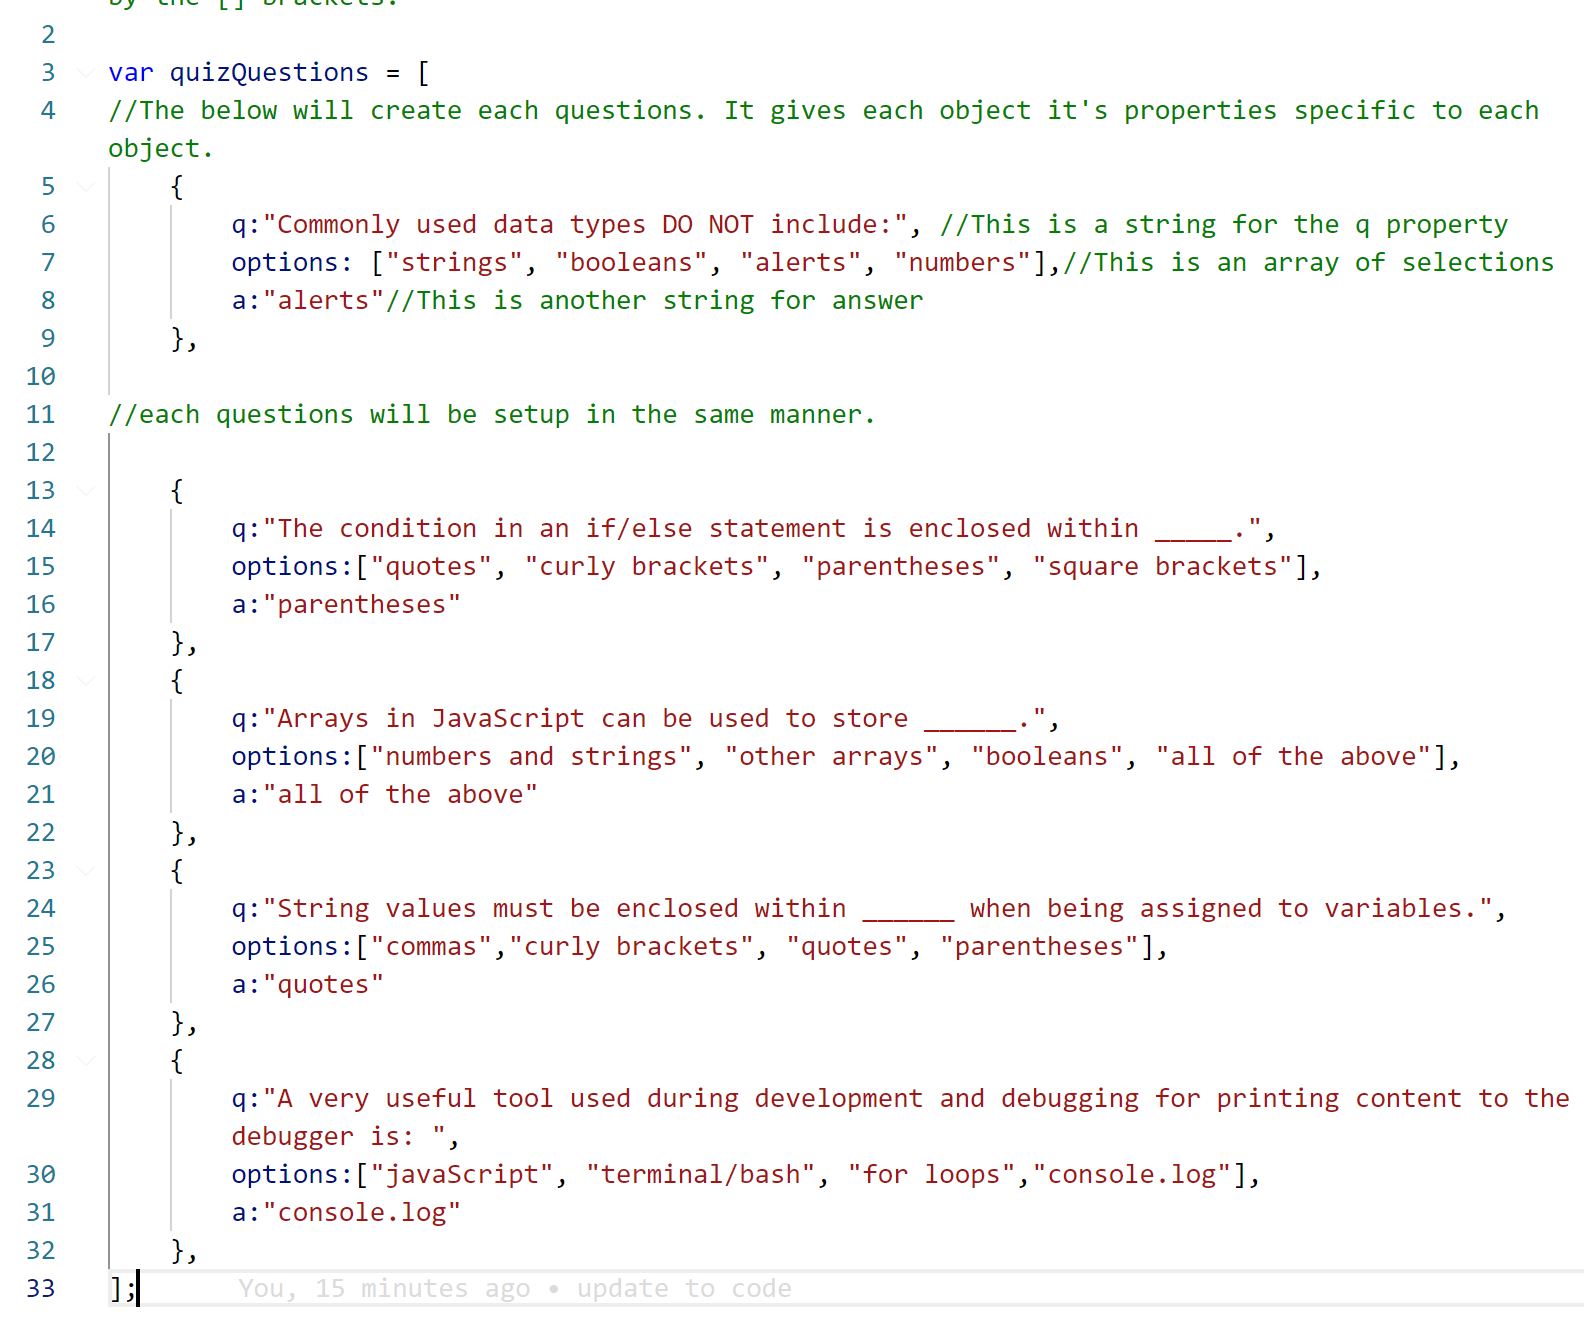 by the [] brackets.
2
3 var quizQuestions = [
4 //The below will create each questions. It gives each object it's properties specific to each
object.
5 {
6 q:"Commonly used data types DO NOT include:", //This is a string for the q property
7 options: ["strings", "booleans", "alerts", "numbers"],//This is an array of selections
8 a:"alerts"//This is another string for answer
9 },
10
11 //each questions will be setup in the same manner.
12
13 {
14 q:"The condition in an if/else statement is enclosed within _____.",
15 options:["quotes", "curly brackets", "parentheses", "square brackets"],
16 a:"parentheses"
17 },
18 {
19 q:"Arrays in JavaScript can be used to store ______.",
20 options:["numbers and strings", "other arrays", "booleans", "all of the above"],
21 a:"all of the above"
22 },
23 {
24 q:"String values must be enclosed within ______ when being assigned to variables.",
25 options:["commas","curly brackets", "quotes", "parentheses"],
26 a:"quotes"
27 },
28 {
29 q:"A very useful tool used during development and debugging for printing content to the
debugger is: ",
30 options:["javaScript", "terminal/bash", "for loops","console.log"],
31 a:"console.log"
32 },
33 ]; You, 15 minutes ago • update to code